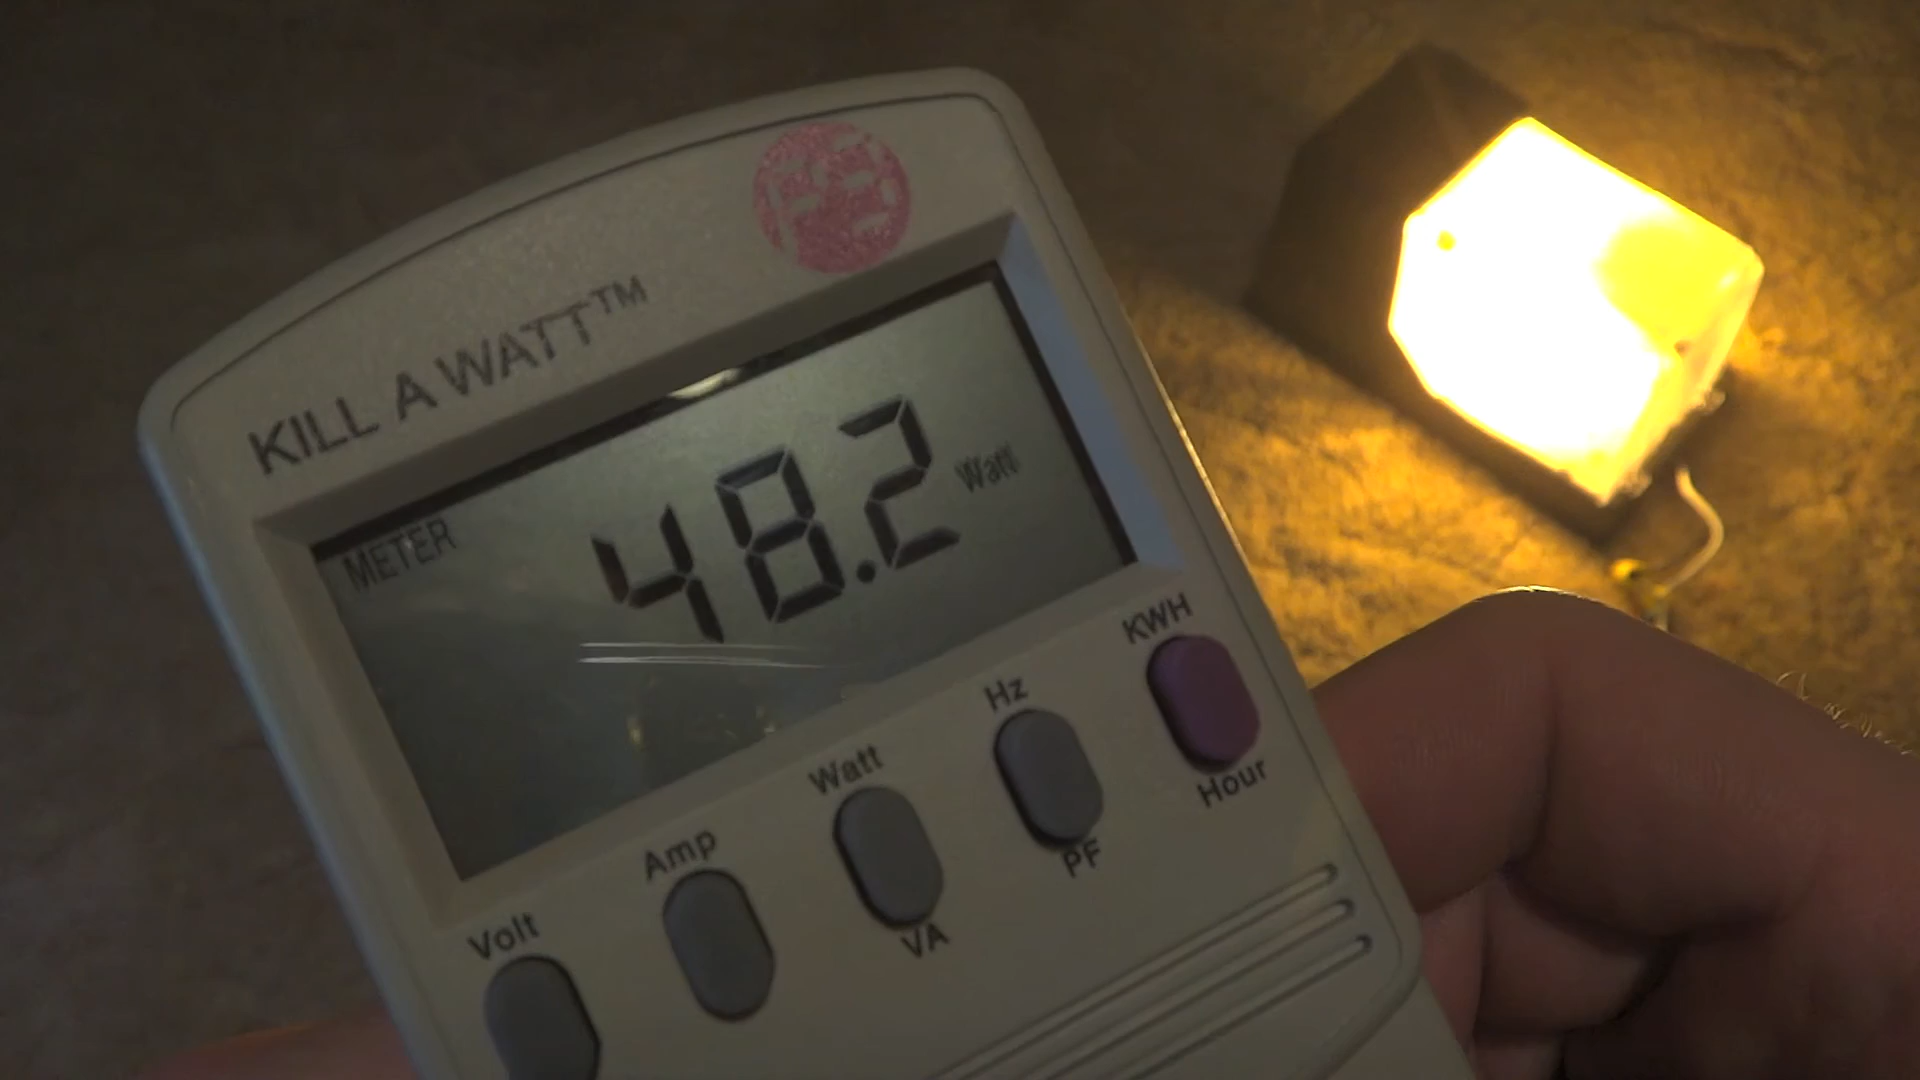 KILL A WATT™
METER
48.2 Watt
Volt
Amp
Watt
VA
Hz
PF
KWH
Hour